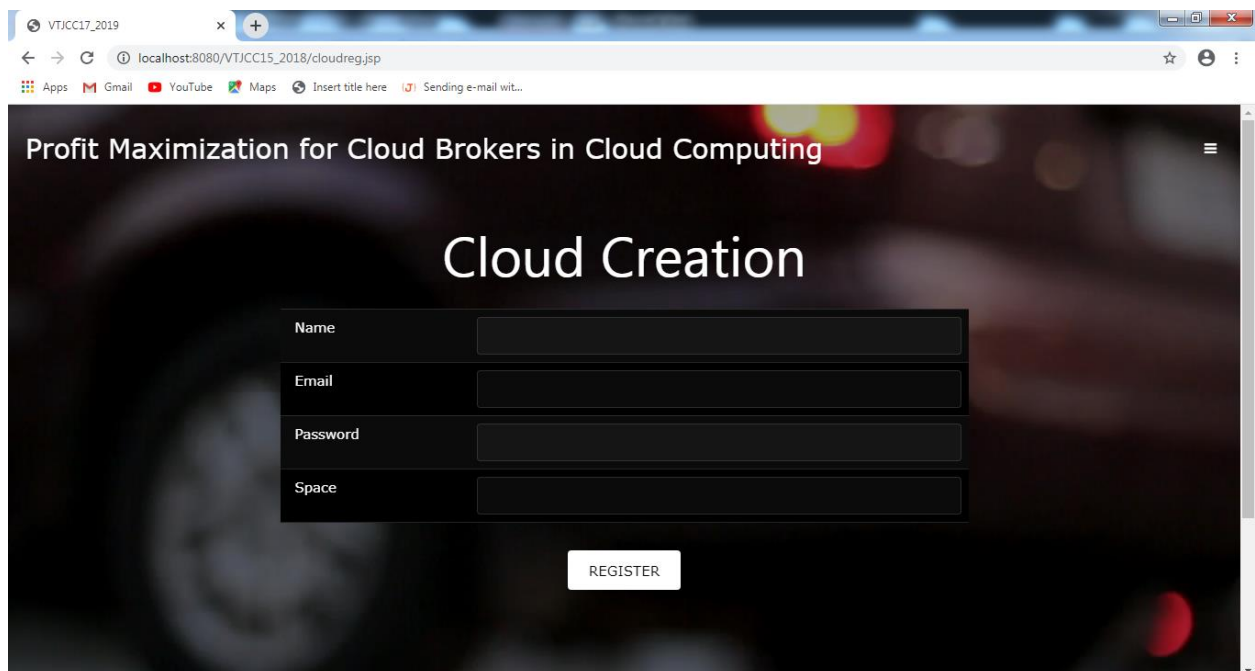 VTJCC17_2019
localhost:8080/VTJCC15_2018/cloudreg.jsp
Apps Gmail YouTube Maps Insert title here Sending e-mail wit...
Profit Maximization for Cloud Brokers in Cloud Computing
Cloud Creation
Name
Email
Password
Space
REGISTER